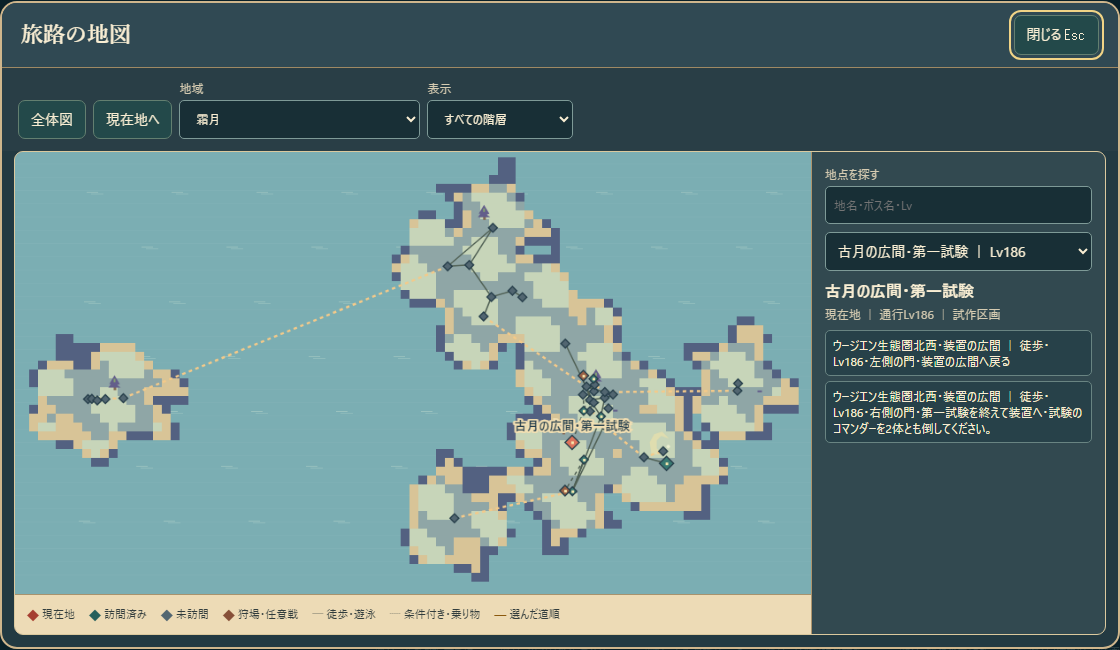 旅路の地図
閉じる Esc
全体図
現在地へ
地域
霜月
表示
すべての階層
地点を探す
地名・ボス名・Lv
古月の広間・第一試験 | Lv186
古月の広間・第一試験
現在地 | 通行Lv186 | 試作区画
ウージエン生態園北西・装置の広間 | 徒歩・
Lv186・左側の門・装置の広間へ戻る
ウージエン生態園北西・装置の広間 | 徒歩・
Lv186・右側の門・第一試験を終えて装置へ・試験の
コマンダーを2体とも倒してください。
古月の広間・第一試験
現在地
訪問済み
未訪問
狩場・任意戦
徒歩・遊泳
条件付き・乗り物
選んだ道順